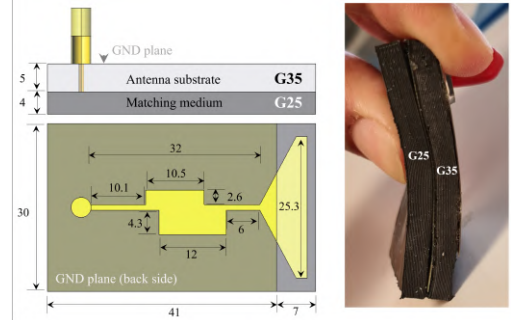 GND plane
5
Antenna substrate
G35
4
Matching medium
G25
32
10.5
10.1
2.6
30
25.3
4.3
6
12
GND plane (back side)
41
7
G25
G35